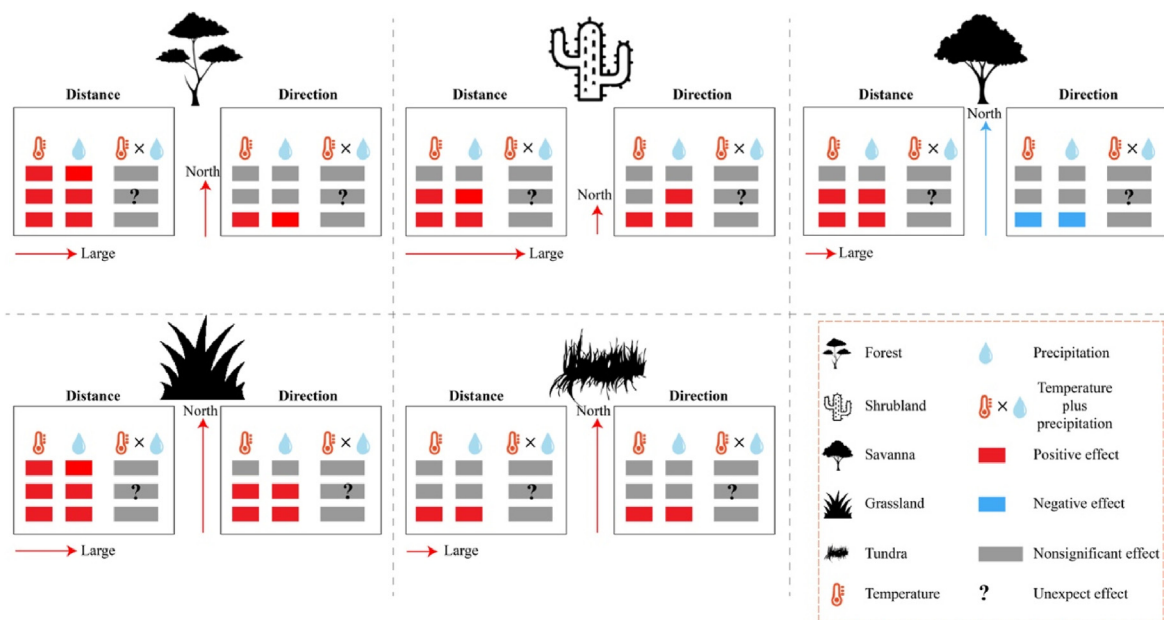 Distance
Direction
×
×
?
?
North
Large
Distance
Direction
×
×
?
?
North
Large
Distance
Direction
North
×
×
?
?
Large
Distance
Direction
North
×
×
?
?
Large
Distance
Direction
North
×
×
?
?
Large
Forest
Precipitation
Shrubland
×
Temperature
plus
precipitation
Savanna
Positive effect
Grassland
Negative effect
Tundra
Nonsignificant effect
Temperature
?
Unexpect effect